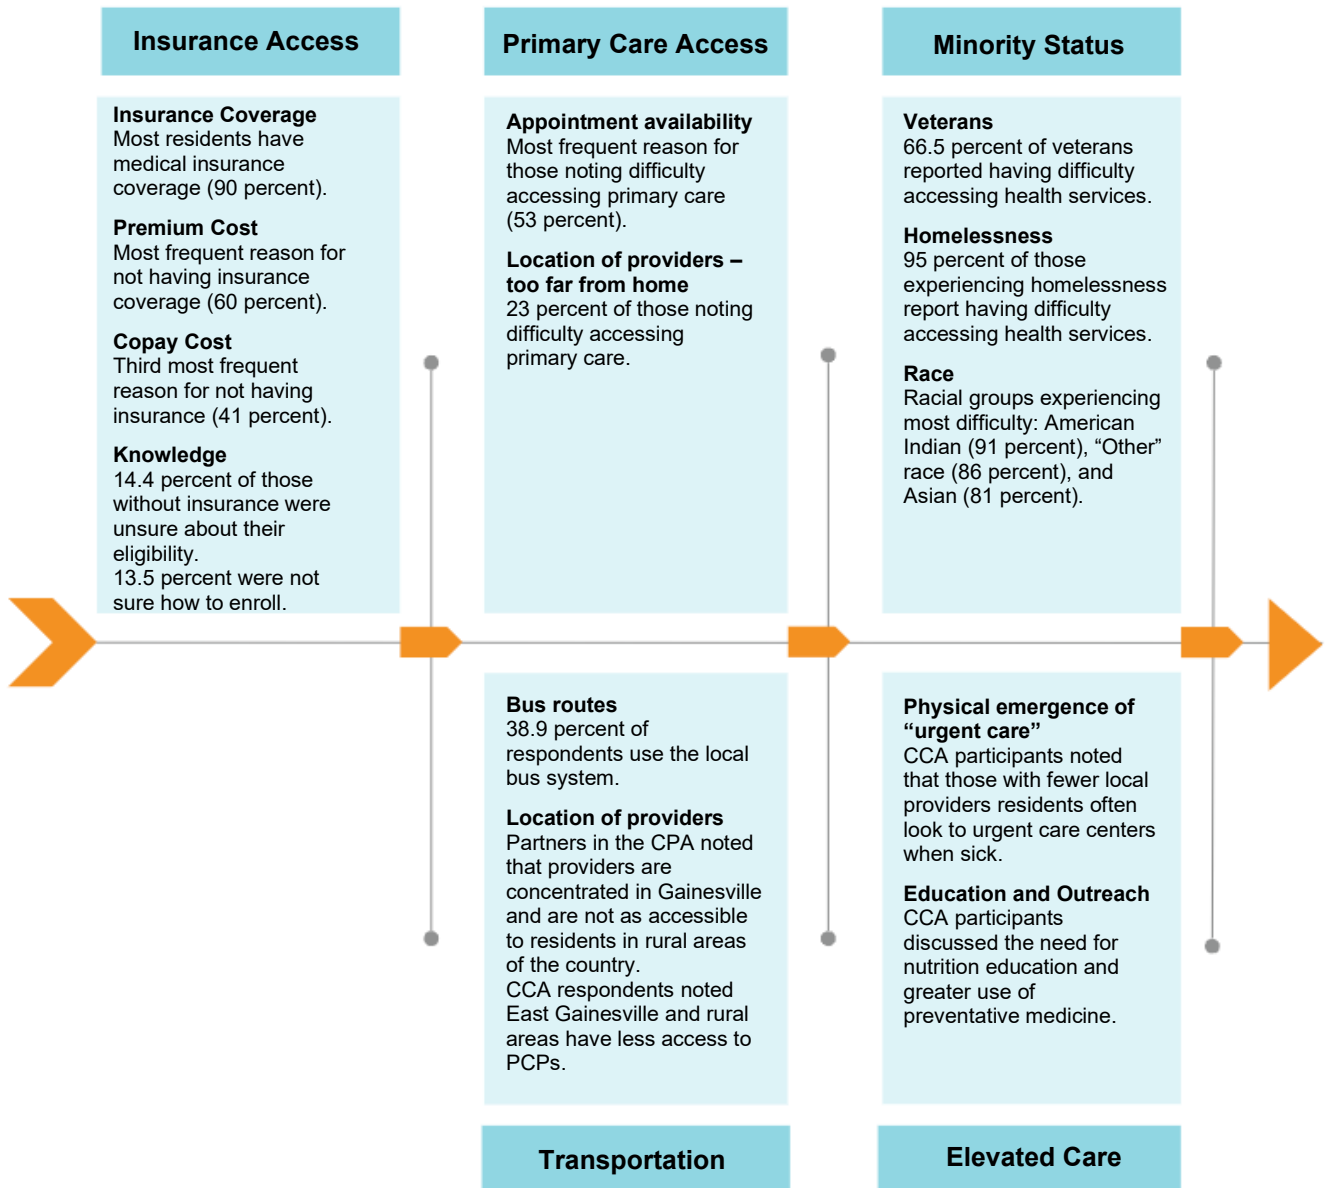 Insurance Access
Insurance Coverage
Most residents have
medical insurance
coverage (90 percent).
Premium Cost
Most frequent reason for
not having insurance
coverage (60 percent).
Copay Cost
Third most frequent
reason for not having
insurance (41 percent).
Knowledge
14.4 percent of those
without insurance were
unsure about their
eligibility.
13.5 percent were not
sure how to enroll.
Primary Care Access
Appointment availability
Most frequent reason for
those noting difficulty
accessing primary care
(53 percent).
Location of providers –
too far from home
23 percent of those noting
difficulty accessing
primary care.
Minority Status
Veterans
66.5 percent of veterans
reported having difficulty
accessing health services.
Homelessness
95 percent of those
experiencing homelessness
report having difficulty
accessing health services.
Race
Racial groups experiencing
most difficulty: American
Indian (91 percent), “Other”
race (86 percent), and
Asian (81 percent).
Bus routes
38.9 percent of
respondents use the local
bus system.
Location of providers
Partners in the CPA noted
that providers are
concentrated in Gainesville
and are not as accessible
to residents in rural areas
of the country.
CCA respondents noted
East Gainesville and rural
areas have less access to
PCPs.
Transportation
Physical emergence of
“urgent care”
CCA participants noted
that those with fewer local
providers residents often
look to urgent care centers
when sick.
Education and Outreach
CCA participants
discussed the need for
nutrition education and
greater use of
preventative medicine.
Elevated Care